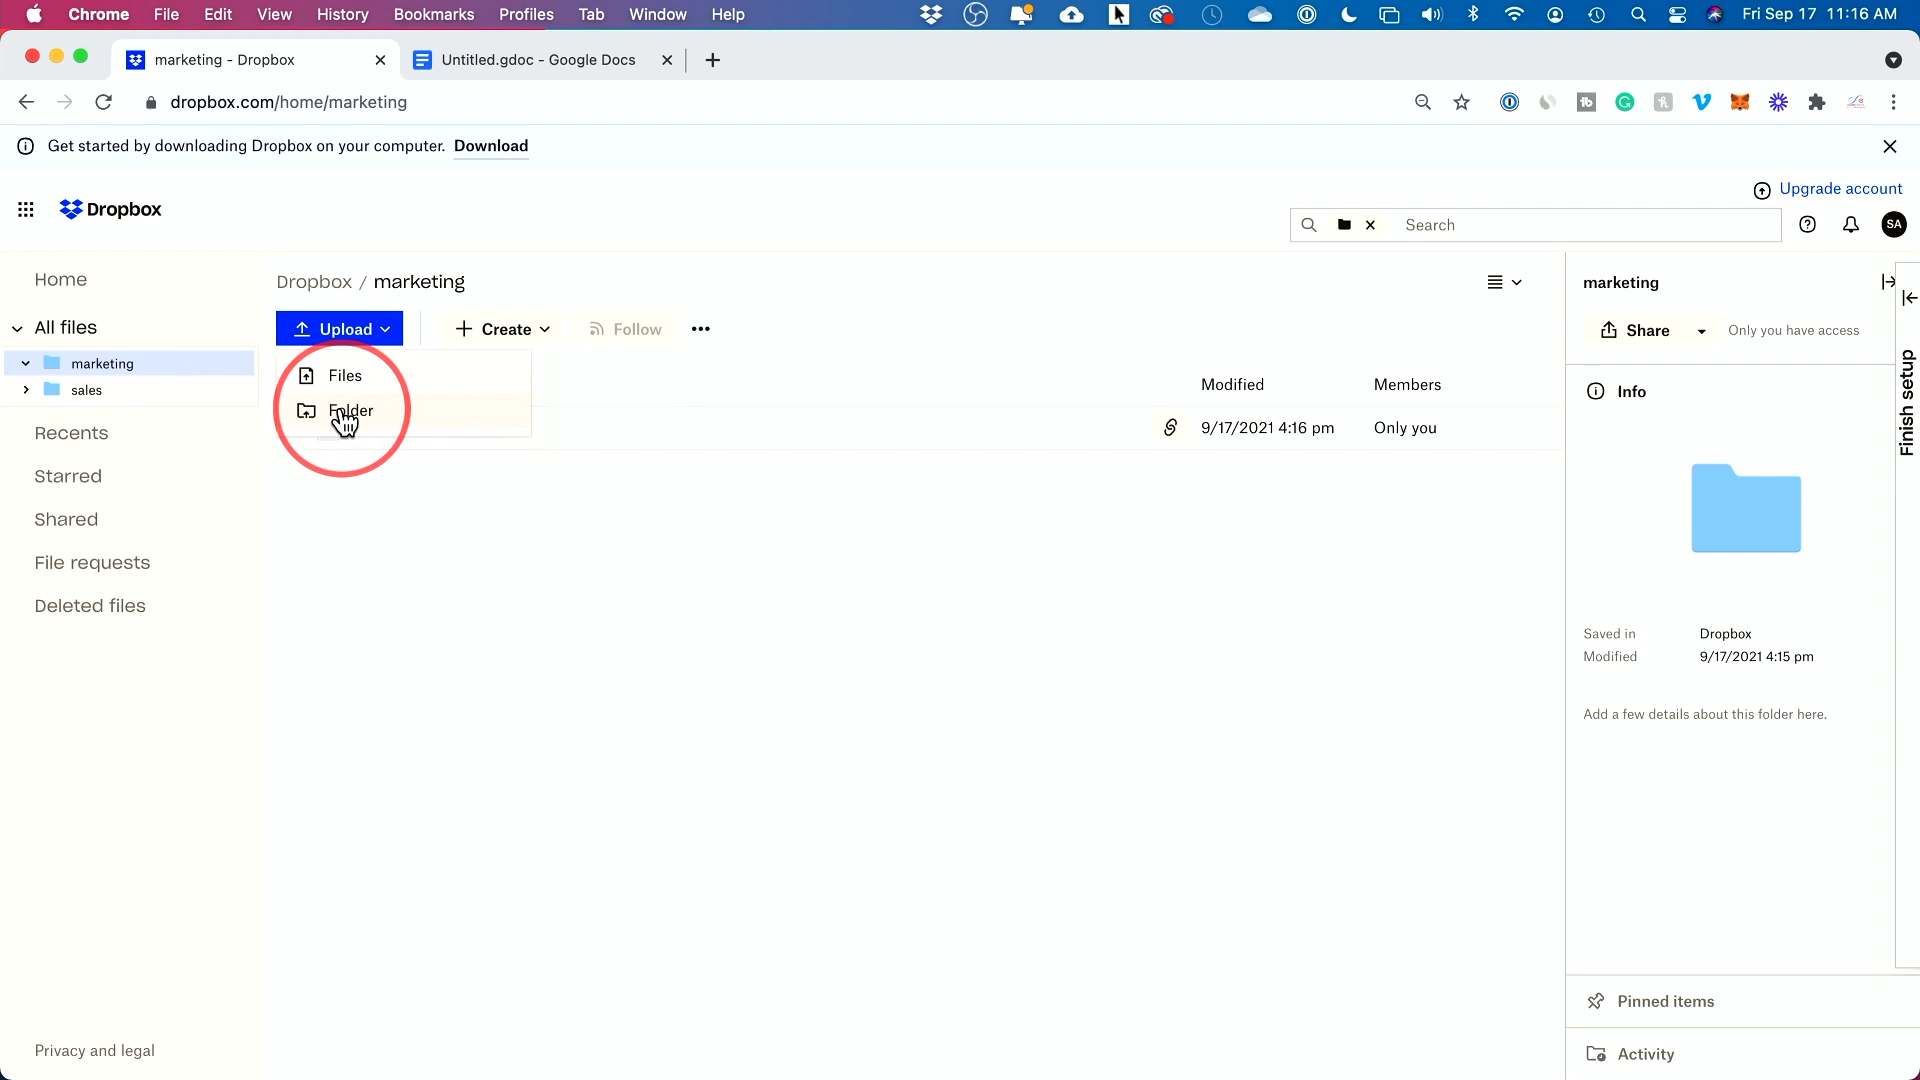 Chrome File Edit View History Bookmarks Profiles Tab Window Help Fri Sep 17 11:16 AM
marketing - Dropbox Untitled.gdoc - Google Docs
dropbox.com/home/marketing
Get started by downloading Dropbox on your computer. Download
Upgrade account
Dropbox
Search
SA
Home
All files
marketing
sales
Recents
Starred
Shared
File requests
Deleted files
Privacy and legal
Dropbox / marketing
Upload Create Follow
Files
Folder
Modified Members
9/17/2021 4:16 pm Only you
marketing
Share Only you have access
Info
Saved in Dropbox
Modified 9/17/2021 4:15 pm
Add a few details about this folder here.
Pinned items
Activity
Finish setup